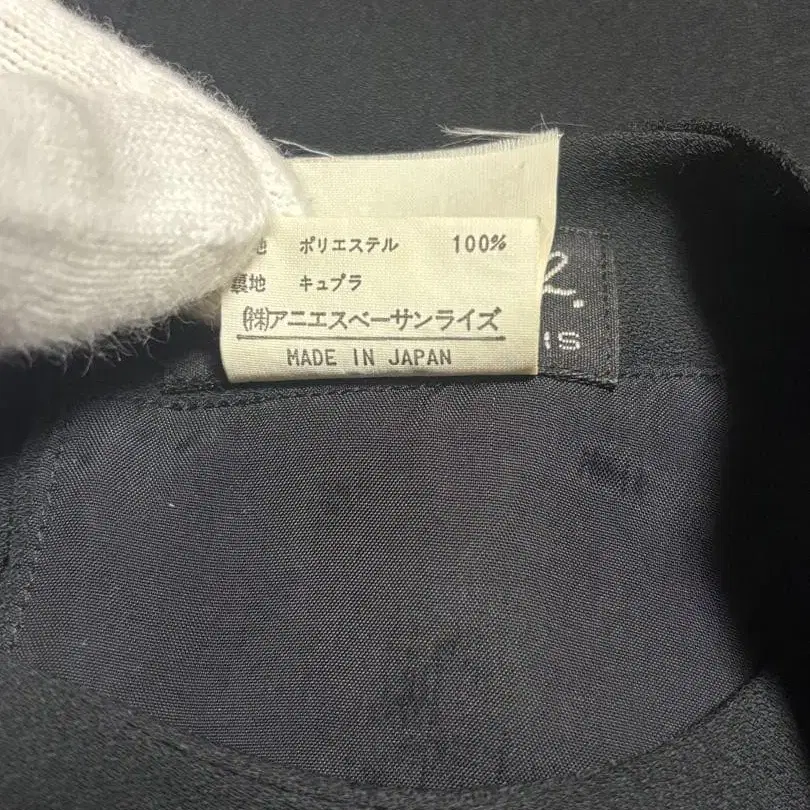 地 ポリエステル 100%
裏地 キュプラ
(株)アニエスベーサンライズ
MADE IN JAPAN
b.
IS